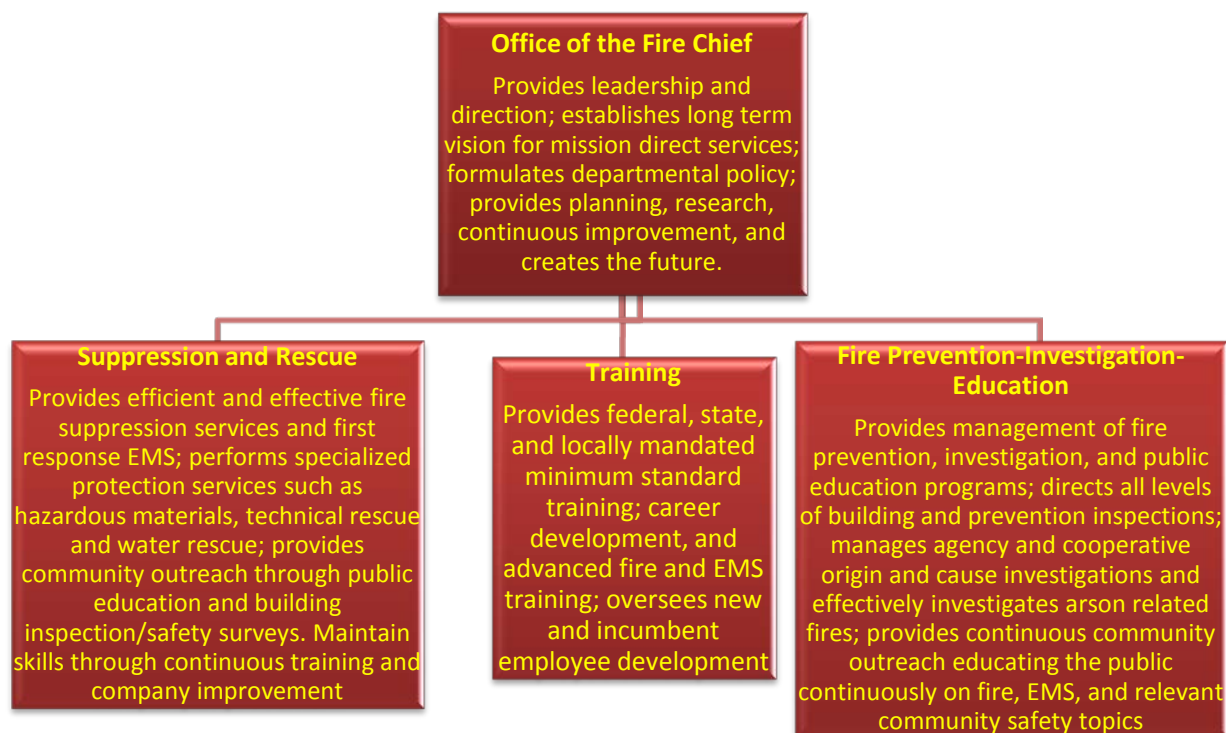 Office of the Fire Chief
Provides leadership and
direction; establishes long term
vision for mission direct services;
formulates departmental policy;
provides planning, research,
continuous improvement, and
creates the future.
Suppression and Rescue
Provides efficient and effective fire
suppression services and first
response EMS; performs specialized
protection services such as
hazardous materials, technical rescue
and water rescue; provides
community outreach through public
education and building
inspection/safety surveys. Maintain
skills through continuous training and
company improvement
Training
Provides federal, state,
and locally mandated
minimum standard
training; career
development, and
advanced fire and EMS
training; oversees new
and incumbent
employee development
Fire Prevention-Investigation-
Education
Provides management of fire
prevention, investigation, and public
education programs; directs all levels
of building and prevention inspections;
manages agency and cooperative
origin and cause investigations and
effectively investigates arson related
fires; provides continuous community
outreach educating the public
continuously on fire, EMS, and relevant
community safety topics